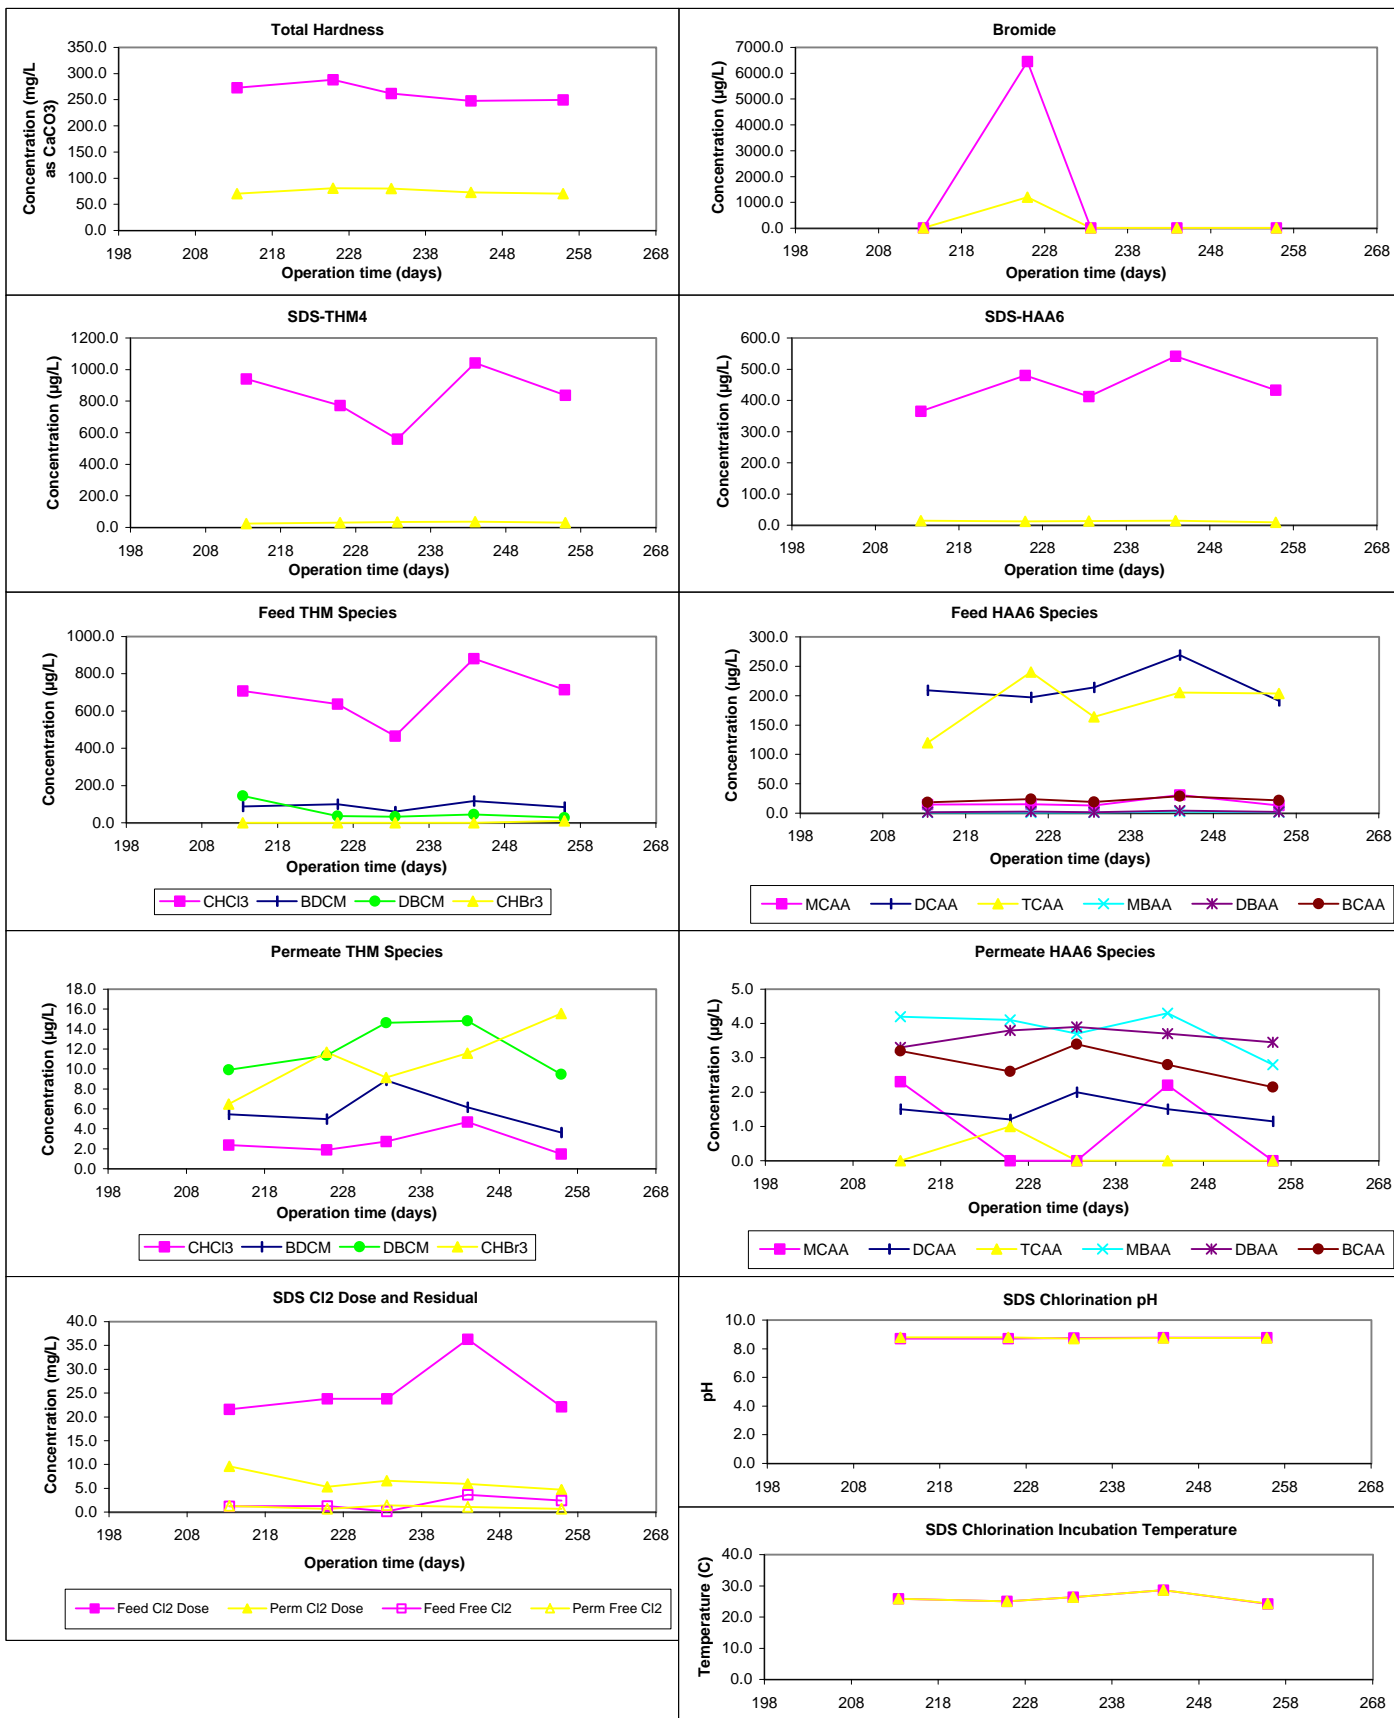 Total Hardness
Concentration (mg/L
as CaCO3)
350.0
300.0
250.0
200.0
150.0
100.0
50.0
0.0
198 208 218 228 238 248 258 268
Operation time (days)
Bromide
Concentration (µg/L)
7000.0
6000.0
5000.0
4000.0
3000.0
2000.0
1000.0
0.0
198 208 218 228 238 248 258 268
Operation time (days)
SDS-THM4
Concentration (µg/L)
1200.0
1000.0
800.0
600.0
400.0
200.0
0.0
198 208 218 228 238 248 258 268
Operation time (days)
SDS-HAA6
Concentration (µg/L)
600.0
500.0
400.0
300.0
200.0
100.0
0.0
198 208 218 228 238 248 258 268
Operation time (days)
Feed THM Species
Concentration (µg/L)
1000.0
800.0
600.0
400.0
200.0
0.0
198 208 218 228 238 248 258 268
Operation time (days)
CHCl3 BDCM DBCM CHBr3
Feed HAA6 Species
Concentration (µg/L)
300.0
250.0
200.0
150.0
100.0
50.0
0.0
198 208 218 228 238 248 258 268
Operation time (days)
MCAA DCAA TCAA MBAA DBAA BCAA
Permeate THM Species
Concentration (µg/L)
18.0
16.0
14.0
12.0
10.0
8.0
6.0
4.0
2.0
0.0
198 208 218 228 238 248 258 268
Operation time (days)
CHCl3 BDCM DBCM CHBr3
Permeate HAA6 Species
Concentration (µg/L)
5.0
4.0
3.0
2.0
1.0
0.0
198 208 218 228 238 248 258 268
Operation time (days)
MCAA DCAA TCAA MBAA DBAA BCAA
SDS Cl2 Dose and Residual
Concentration (mg/L)
40.0
35.0
30.0
25.0
20.0
15.0
10.0
5.0
0.0
198 208 218 228 238 248 258 268
Operation time (days)
Feed Cl2 Dose Perm Cl2 Dose Feed Free Cl2 Perm Free Cl2
SDS Chlorination pH
pH
10.0
8.0
6.0
4.0
2.0
0.0
198 208 218 228 238 248 258 268
SDS Chlorination Incubation Temperature
Temperature (C)
40.0
30.0
20.0
10.0
0.0
198 208 218 228 238 248 258 268